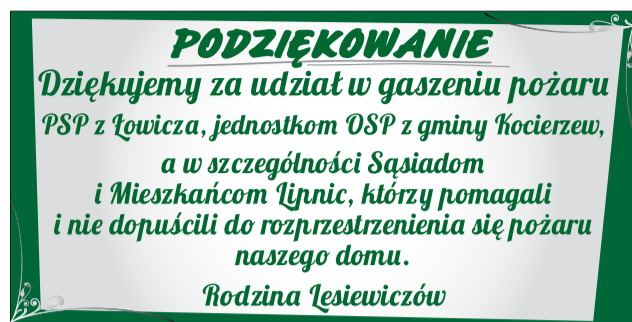 PODZIĘKOWANIE
Dziękujemy za udział w gaszeniu pożaru
PSP z Łowicza, jednostkom OSP z gminy Kocierzew,
a w szczególności Sąsiadom
i Mieszkańcom Lipnic, którzy pomagali
i nie dopuścili do rozprzestrzenienia się pożaru
naszego domu.
Rodzina Lesiewiczów